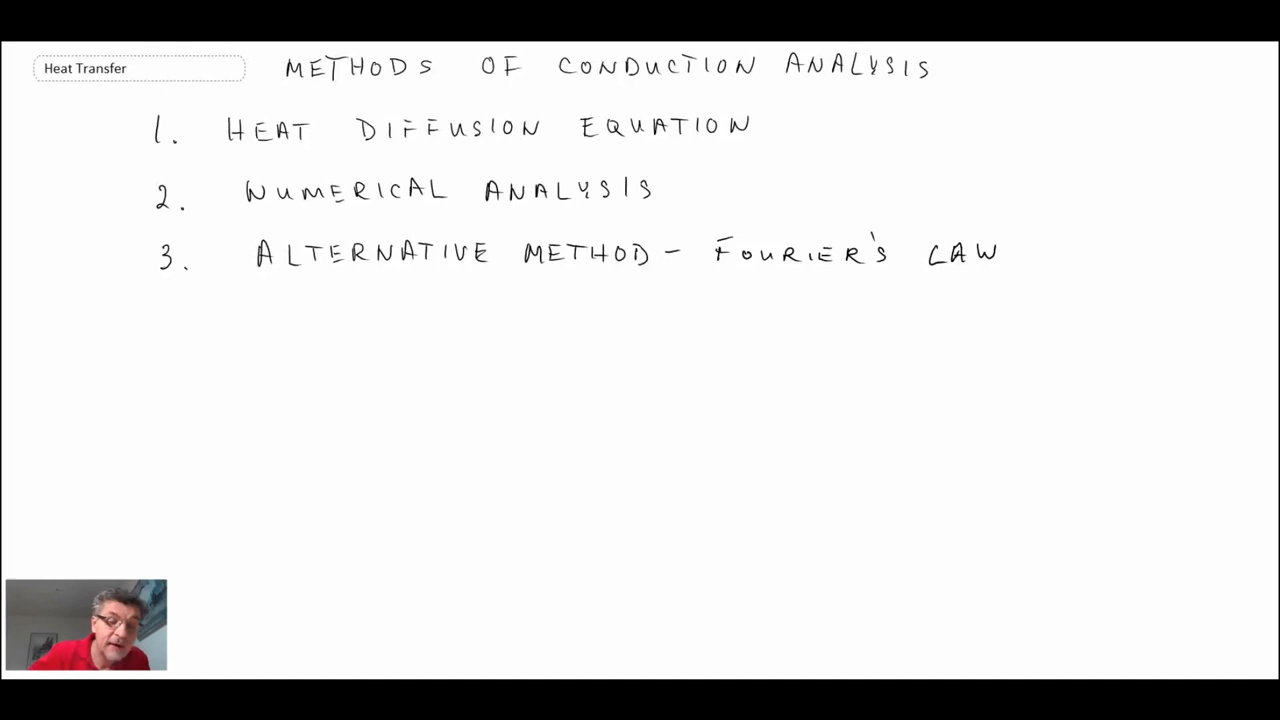 Heat Transfer
METHODS OF CONDUCTION ANALYSIS
1. HEAT DIFFUSION EQUATION
2. NUMERICAL ANALYSIS
3. ALTERNATIVE METHOD - FOURIER'S LAW